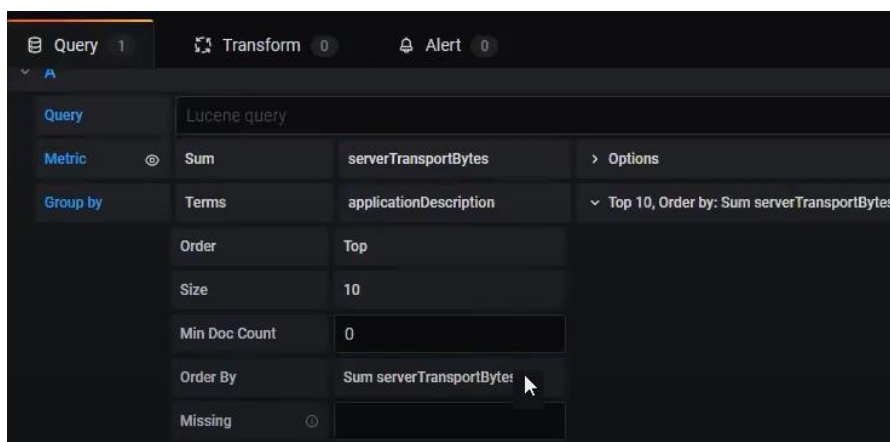 Query 1 Transform 0 Alert 0
A
Query Lucene query
Metric Sum serverTransportBytes > Options
Group by Terms applicationDescription Top 10, Order by: Sum serverTransportBytes
Order Top
Size 10
Min Doc Count 0
Order By Sum serverTransportBytes
Missing